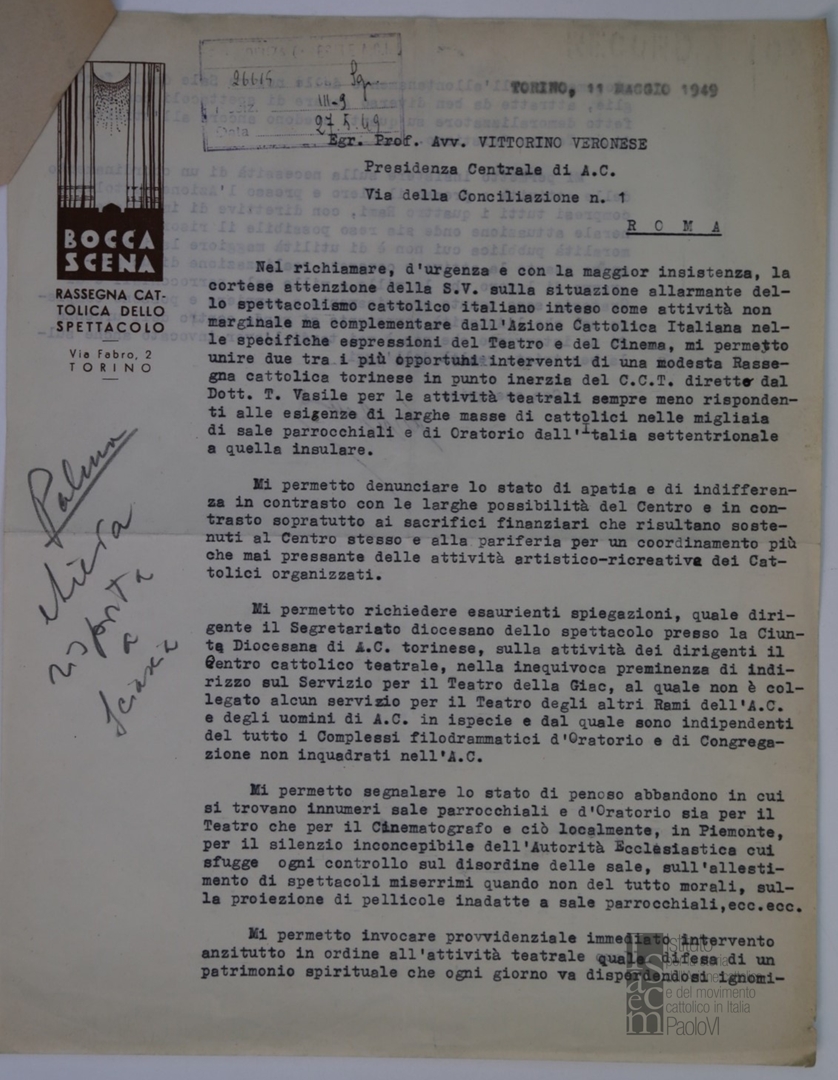 26615
III-9
27.5.49
TORINO, 11 MAGGIO 1949
Egr. Prof. Avv. VITTORINO VERONESE
Presidenza Centrale di A.C.
Via della Conciliazione n. 1
R O M A
BOCCA
SCENA
RASSEGNA CAT-
TOLICA DELLO
SPETTACOLO
Via Fabro, 2
TORINO
Nel richiamare, d'urgenza e con la maggior insistenza, la
cortese attenzione della S.V. sulla situazione allarmante del-
lo spettacolismo cattolico italiano inteso come attività non
marginale ma complementare dall'Azione Cattolica Italiana nel-
le specifiche espressioni del Teatro e del Cinema, mi permetto
unire due tra i più opportuni interventi di una modesta Rasse-
gna cattolica torinese in punto inerzia del C.C.T. diretto dal
Dott. T. Vasile per le attività teatrali sempre meno risponden-
ti alle esigenze di larghe masse di cattolici nelle migliaia
di sale parrocchiali e di Oratorio dall'Italia settentrionale
a quella insulare.
Mi permetto denunciare lo stato di apatia e di indifferen-
za in contrasto con le larghe possibilità del Centro e in con-
trasto sopratutto ai sacrifici finanziari che risultano soste-
nuti al Centro stesso e alla periferia per un coordinamento più
che mai pressante delle attività artistico-ricreative dei Cat-
tolici organizzati.
Mi permetto richiedere esaurienti spiegazioni, quale diri-
gente il Segretariato diocesano dello spettacolo presso la Ciun-
ta Diocesana di A.C. torinese, sulla attività dei dirigenti il
Centro cattolico teatrale, nella inequivoca preminenza di indi-
rizzo sul Servizio per il Teatro della Giac, al quale non è col-
legato alcun servizio per il Teatro degli altri Rami dell'A.C.
e degli uomini di A.C. in ispecie e dal quale sono indipendenti
del tutto i Complessi filodrammatici d'Oratorio e di Congrega-
zione non inquadrati nell'A.C.
Mi permetto segnalare lo stato di penoso abbandono in cui
si trovano innumeri sale parrocchiali e d'Oratorio sia per il
Teatro che per il Cinematografo e ciò localmente, in Piemonte,
per il silenzio inconcepibile dell'Autorità Ecclesiastica cui
sfugge ogni controllo sul disordine delle sale, sull'allesti-
mento di spettacoli miserrimi quando non del tutto morali, sul-
la proiezione di pellicole inadatte a sale parrocchiali,ecc.ecc.
Mi permetto invocare provvidenziale immediato intervento
anzitutto in ordine all'attività teatrale quale difesa di un
patrimonio spirituale che ogni giorno va disperdendosi ignomi-
risposta
a
Istituto
e del movimento
cattolico in Italia
PaoloVI